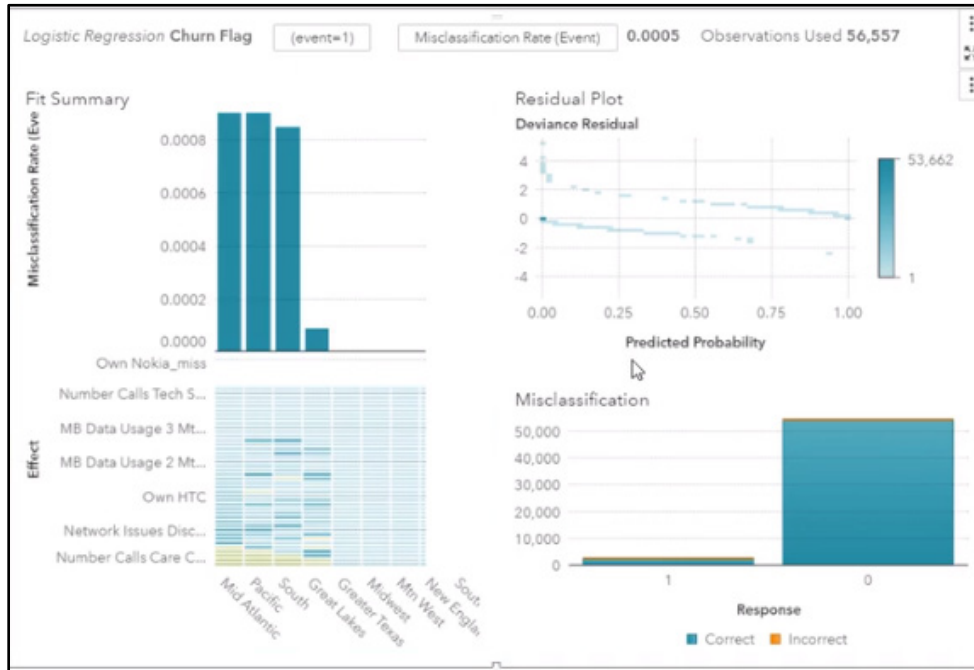 Logistic Regression Churn Flag (event=1) Misclassification Rate (Event) 0.0005 Observations Used 56,557
Fit Summary
Misclassification Rate (Eve
0.0008
0.0006
0.0004
0.0002
0.0000
Own Nokia_miss
Number Calls Tech S...
MB Data Usage 3 Mt...
MB Data Usage 2 Mt...
Own HTC
Network Issues Disc...
Number Calls Care C...
Effect
Mid Atlantic
Pacific
South
Great Lakes
Greater Texas
Midwest
Mtn West
New Engla
Sout
Residual Plot
Deviance Residual
4
2
0
-2
-4
0.00 0.25 0.50 0.75 1.00
Predicted Probability
53,662
1
Misclassification
50,000
40,000
30,000
20,000
10,000
0
1 0
Response
Correct Incorrect